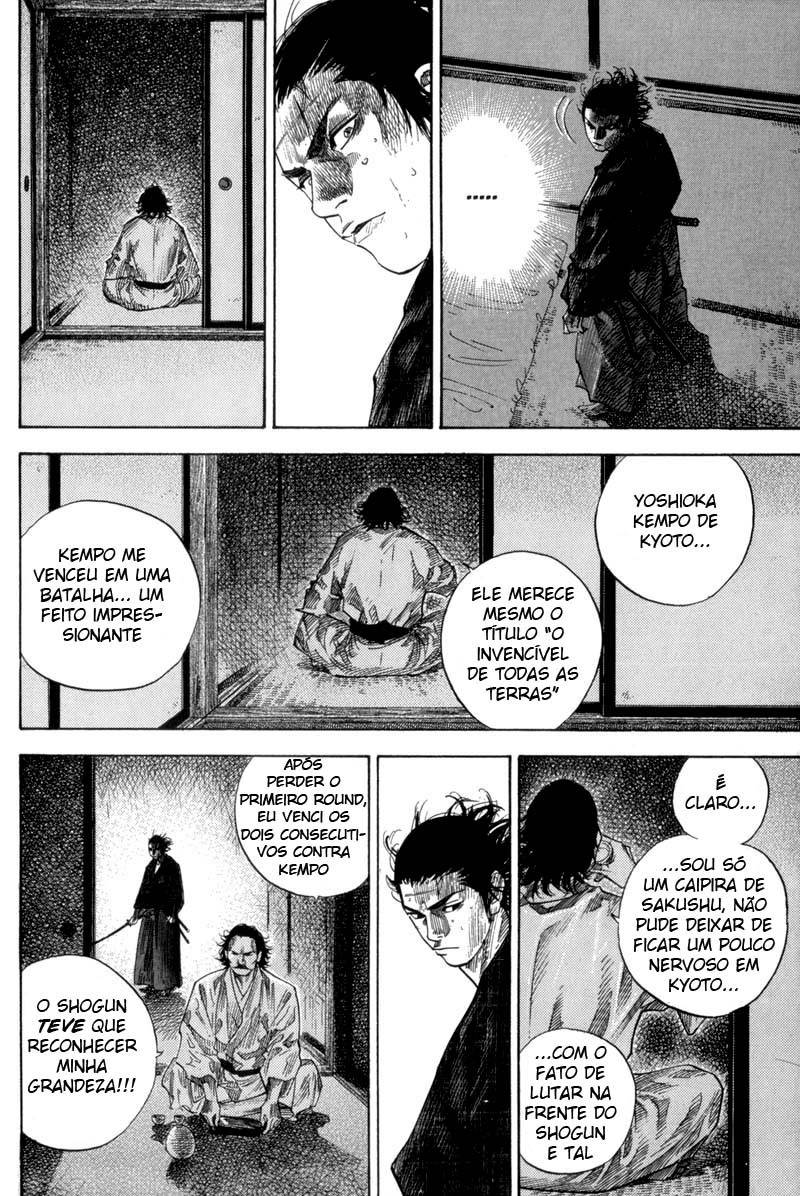 .....
YOSHIOKA
KEMPO DE
KYOTO...
ELE MERECE
MESMO O
TÍTULO "O
INVENCÍVEL
DE TODAS AS
TERRAS"
KEMPO ME
VENCEU EM UMA
BATALHA... UM
FEITO IMPRES-
SIONANTE
É
CLARO...
...SOU SÓ
UM CAIPIRA DE
SAKUSHU, NÃO
PUDE DEIXAR DE
FICAR UM POUCO
NERVOSO EM
KYOTO...
...COM O
FATO DE
LUTAR NA
FRENTE DO
SHOGUN
E TAL
APÓS
PERDER O
PRIMEIRO ROUND,
EU VENCI OS
DOIS CONSECUTI-
VOS CONTRA
KEMPO
O SHOGUN
TEVE QUE
RECONHECER
MINHA
GRANDEZA!!!